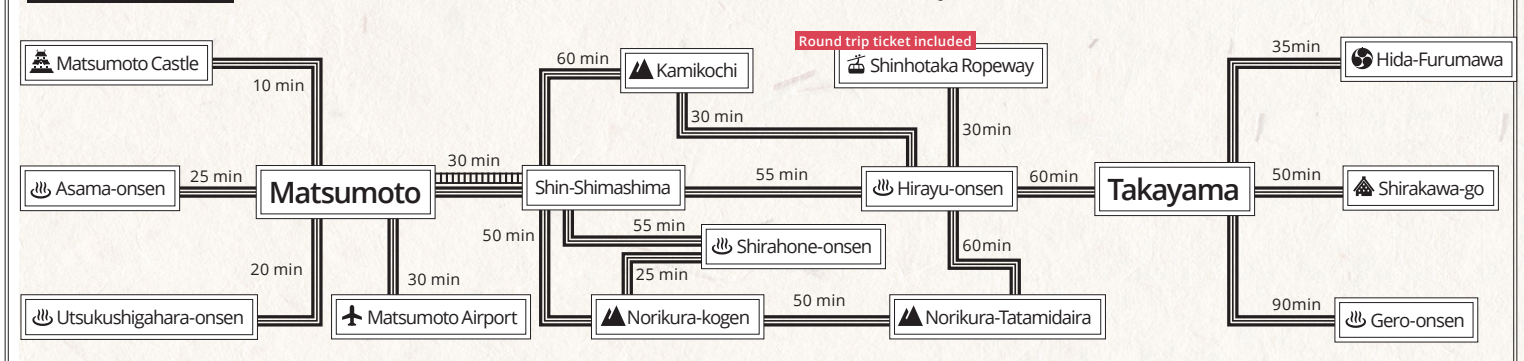 Round trip ticket included
Matsumoto Castle
10 min
60 min
Kamikochi
Shinhotaka Ropeway
35min
Hida-Furumawa
30 min
30min
Asama-onsen
25 min
Matsumoto
30 min
Shin-Shimashima
55 min
Hirayu-onsen
60min
Takayama
50min
Shirakawa-go
50 min
55 min
Shirahone-onsen
60min
20 min
30 min
25 min
Utsukushigahara-onsen
Matsumoto Airport
Norikura-kogen
50 min
Norikura-Tatamidaira
90min
Gero-onsen